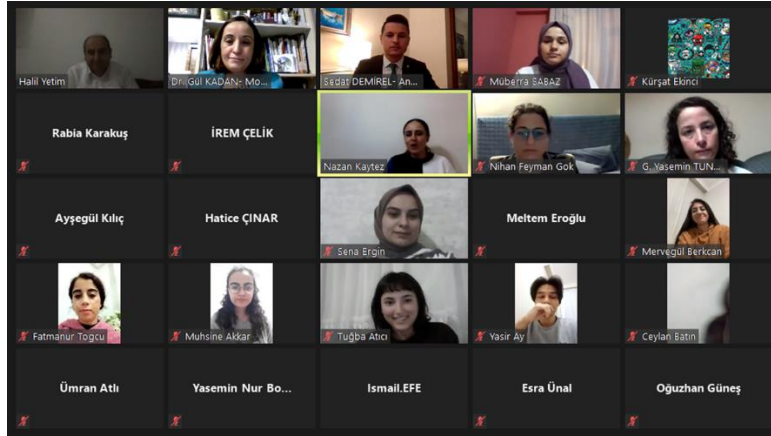 Halil Yetim
Dr. Gül KADAN- Mo...
Sedat DEMİREL- An...
Müberra BABAZ
Kürşat Ekinci
Rabia Karakuş
İREM ÇELİK
Nazan Kaytez
Nihan Feyman Gok
G. Yasemin TUN...
Ayşegül Kılıç
Hatice ÇINAR
Sena Ergin
Meltem Eroğlu
Mervegül Berkcan
Fatmanur Togcu
Muhsine Akkar
Tuğba Atıcı
Yasir Ay
Ceylan Batın
Ümran Atlı
Yasemin Nur Bo...
Ismail.EFE
Esra Ünal
Oğuzhan Güneş